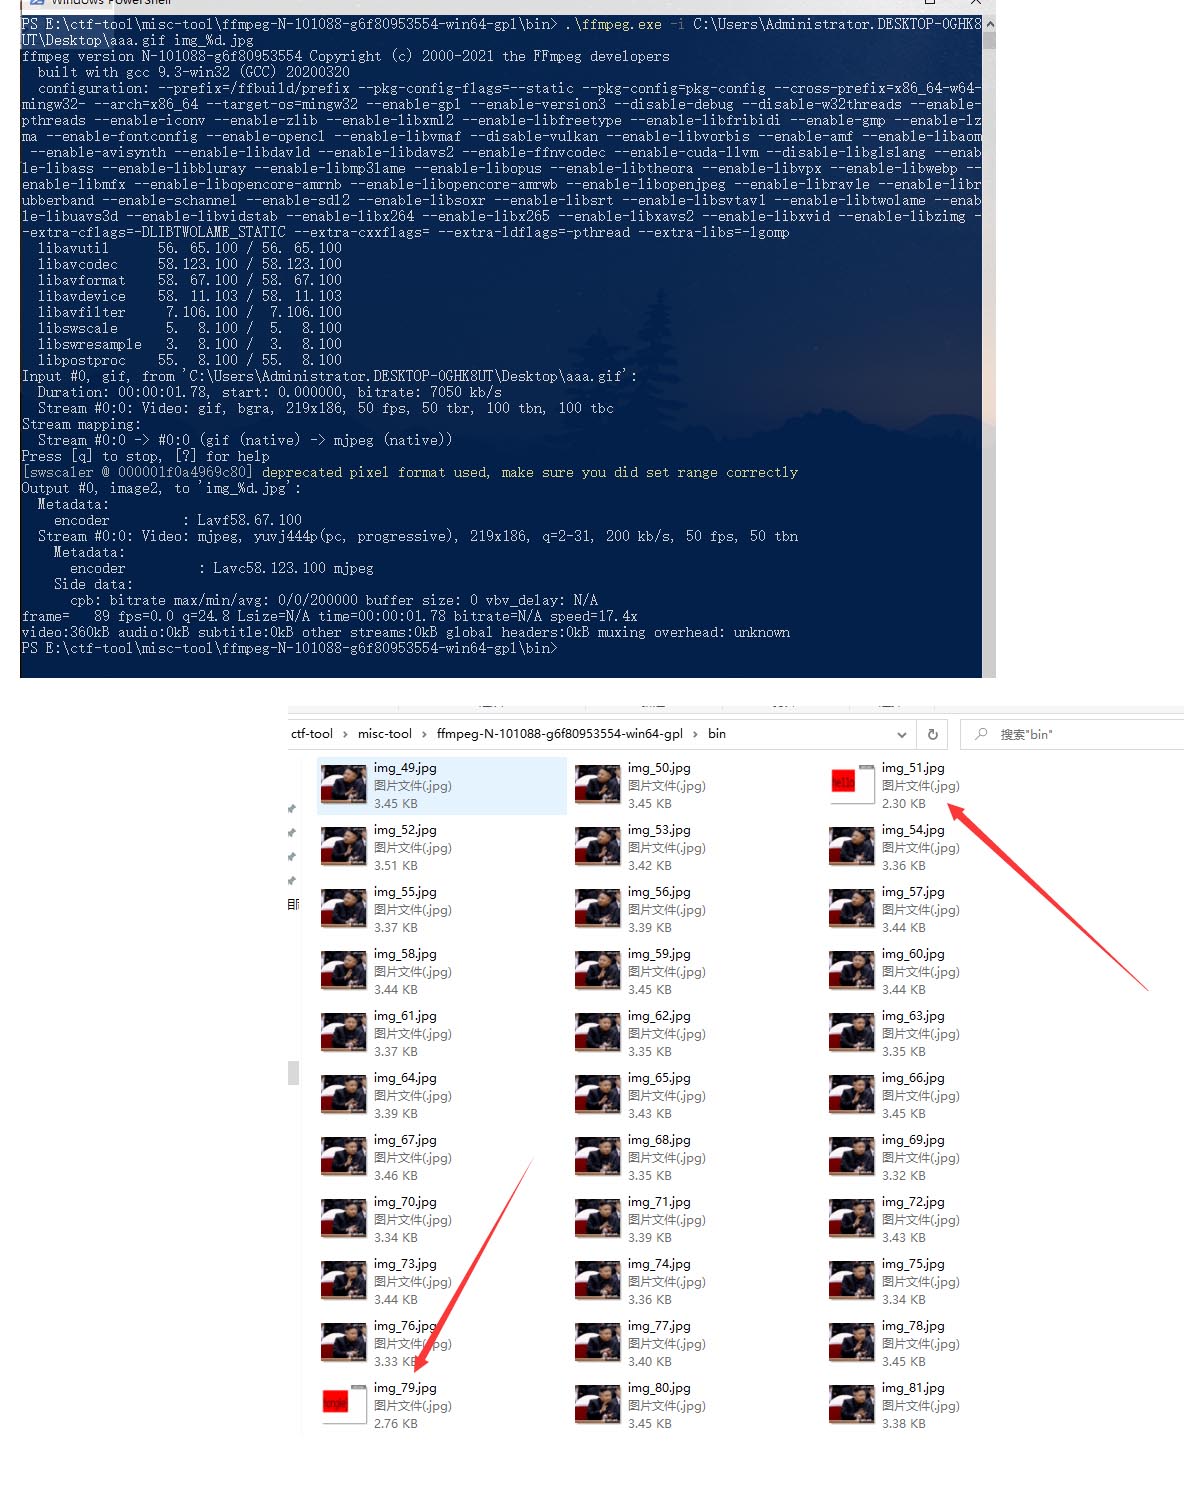 Windows PowerShell
PS E:\ctf-tool\misc-tool\ffmpeg-N-101088-g6f80953554-win64-gpl\bin> .\ffmpeg.exe -i C:\Users\Administrator.DESKTOP-0GHK8
UT\Desktop\aaa.gif img_%d.jpg
ffmpeg version N-101088-g6f80953554 Copyright (c) 2000-2021 the FFmpeg developers
  built with gcc 9.3-win32 (GCC) 20200320
  configuration: --prefix=/ffbuild/prefix --pkg-config-flags=--static --pkg-config=pkg-config --cross-prefix=x86_64-w64-
mingw32- --arch=x86_64 --target-os=mingw32 --enable-gpl --enable-version3 --disable-debug --disable-w32threads --enable-
pthreads --enable-iconv --enable-zlib --enable-libxml2 --enable-libfreetype --enable-libfribidi --enable-gmp --enable-lz
ma --enable-fontconfig --enable-opencl --enable-libvmaf --disable-vulkan --enable-libvorbis --enable-amf --enable-libaom
 --enable-avisynth --enable-libdav1d --enable-libdavs2 --enable-ffnvcodec --enable-cuda-llvm --disable-libglslang --enab
le-libass --enable-libbluray --enable-libmp3lame --enable-libopus --enable-libtheora --enable-libvpx --enable-libwebp --
enable-libmfx --enable-libopencore-amrnb --enable-libopencore-amrwb --enable-libopenjpeg --enable-librav1e --enable-libr
ubberband --enable-schannel --enable-sdl2 --enable-libsoxr --enable-libsrt --enable-libsvtav1 --enable-libtwolame --enab
le-libuavs3d --enable-libvidstab --enable-libx264 --enable-libx265 --enable-libxavs2 --enable-libxvid --enable-libzimg -
-extra-cflags=-DLIBTWOLAME_STATIC --extra-cxxflags= --extra-ldflags=-pthread --extra-libs=-lgomp
  libavutil      56. 65.100 / 56. 65.100
  libavcodec     58.123.100 / 58.123.100
  libavformat    58. 67.100 / 58. 67.100
  libavdevice    58. 11.103 / 58. 11.103
  libavfilter     7.106.100 /  7.106.100
  libswscale      5.  8.100 /  5.  8.100
  libswresample   3.  8.100 /  3.  8.100
  libpostproc    55.  8.100 / 55.  8.100
Input #0, gif, from 'C:\Users\Administrator.DESKTOP-0GHK8UT\Desktop\aaa.gif':
  Duration: 00:00:01.78, start: 0.000000, bitrate: 7050 kb/s
  Stream #0:0: Video: gif, bgra, 219x186, 50 fps, 50 tbr, 100 tbn, 100 tbc
Stream mapping:
  Stream #0:0 -> #0:0 (gif (native) -> mjpeg (native))
Press [q] to stop, [?] for help
[swscaler @ 000001f0a4969c80] deprecated pixel format used, make sure you did set range correctly
Output #0, image2, to 'img_%d.jpg':
  Metadata:
    encoder         : Lavf58.67.100
  Stream #0:0: Video: mjpeg, yuvj444p(pc, progressive), 219x186, q=2-31, 200 kb/s, 50 fps, 50 tbn
    Metadata:
      encoder         : Lavc58.123.100 mjpeg
    Side data:
      cpb: bitrate max/min/avg: 0/0/200000 buffer size: 0 vbv_delay: N/A
frame=   89 fps=0.0 q=24.8 Lsize=N/A time=00:00:01.78 bitrate=N/A speed=17.4x
video:360kB audio:0kB subtitle:0kB other streams:0kB global headers:0kB muxing overhead: unknown
PS E:\ctf-tool\misc-tool\ffmpeg-N-101088-g6f80953554-win64-gpl\bin>
ctf-tool > misc-tool > ffmpeg-N-101088-g6f80953554-win64-gpl > bin 搜索"bin"
img_49.jpg img_50.jpg img_51.jpg
图片文件(.jpg) 图片文件(.jpg) hello 图片文件(.jpg)
3.45 KB 3.45 KB 2.30 KB
img_52.jpg img_53.jpg img_54.jpg
图片文件(.jpg) 图片文件(.jpg) 图片文件(.jpg)
3.51 KB 3.42 KB 3.36 KB
img_55.jpg img_56.jpg img_57.jpg
图片文件(.jpg) 图片文件(.jpg) 图片文件(.jpg)
3.37 KB 3.39 KB 3.44 KB
img_58.jpg img_59.jpg img_60.jpg
图片文件(.jpg) 图片文件(.jpg) 图片文件(.jpg)
3.44 KB 3.45 KB 3.44 KB
img_61.jpg img_62.jpg img_63.jpg
图片文件(.jpg) 图片文件(.jpg) 图片文件(.jpg)
3.37 KB 3.35 KB 3.35 KB
img_64.jpg img_65.jpg img_66.jpg
图片文件(.jpg) 图片文件(.jpg) 图片文件(.jpg)
3.39 KB 3.43 KB 3.45 KB
img_67.jpg img_68.jpg img_69.jpg
图片文件(.jpg) 图片文件(.jpg) 图片文件(.jpg)
3.46 KB 3.35 KB 3.32 KB
img_70.jpg img_71.jpg img_72.jpg
图片文件(.jpg) 图片文件(.jpg) 图片文件(.jpg)
3.34 KB 3.39 KB 3.43 KB
img_73.jpg img_74.jpg img_75.jpg
图片文件(.jpg) 图片文件(.jpg) 图片文件(.jpg)
3.44 KB 3.36 KB 3.34 KB
img_76.jpg img_77.jpg img_78.jpg
图片文件(.jpg) 图片文件(.jpg) 图片文件(.jpg)
3.33 KB 3.40 KB 3.45 KB
img_79.jpg img_80.jpg img_81.jpg
图片文件(.jpg) 图片文件(.jpg) 图片文件(.jpg)
2.76 KB 3.45 KB 3.38 KB